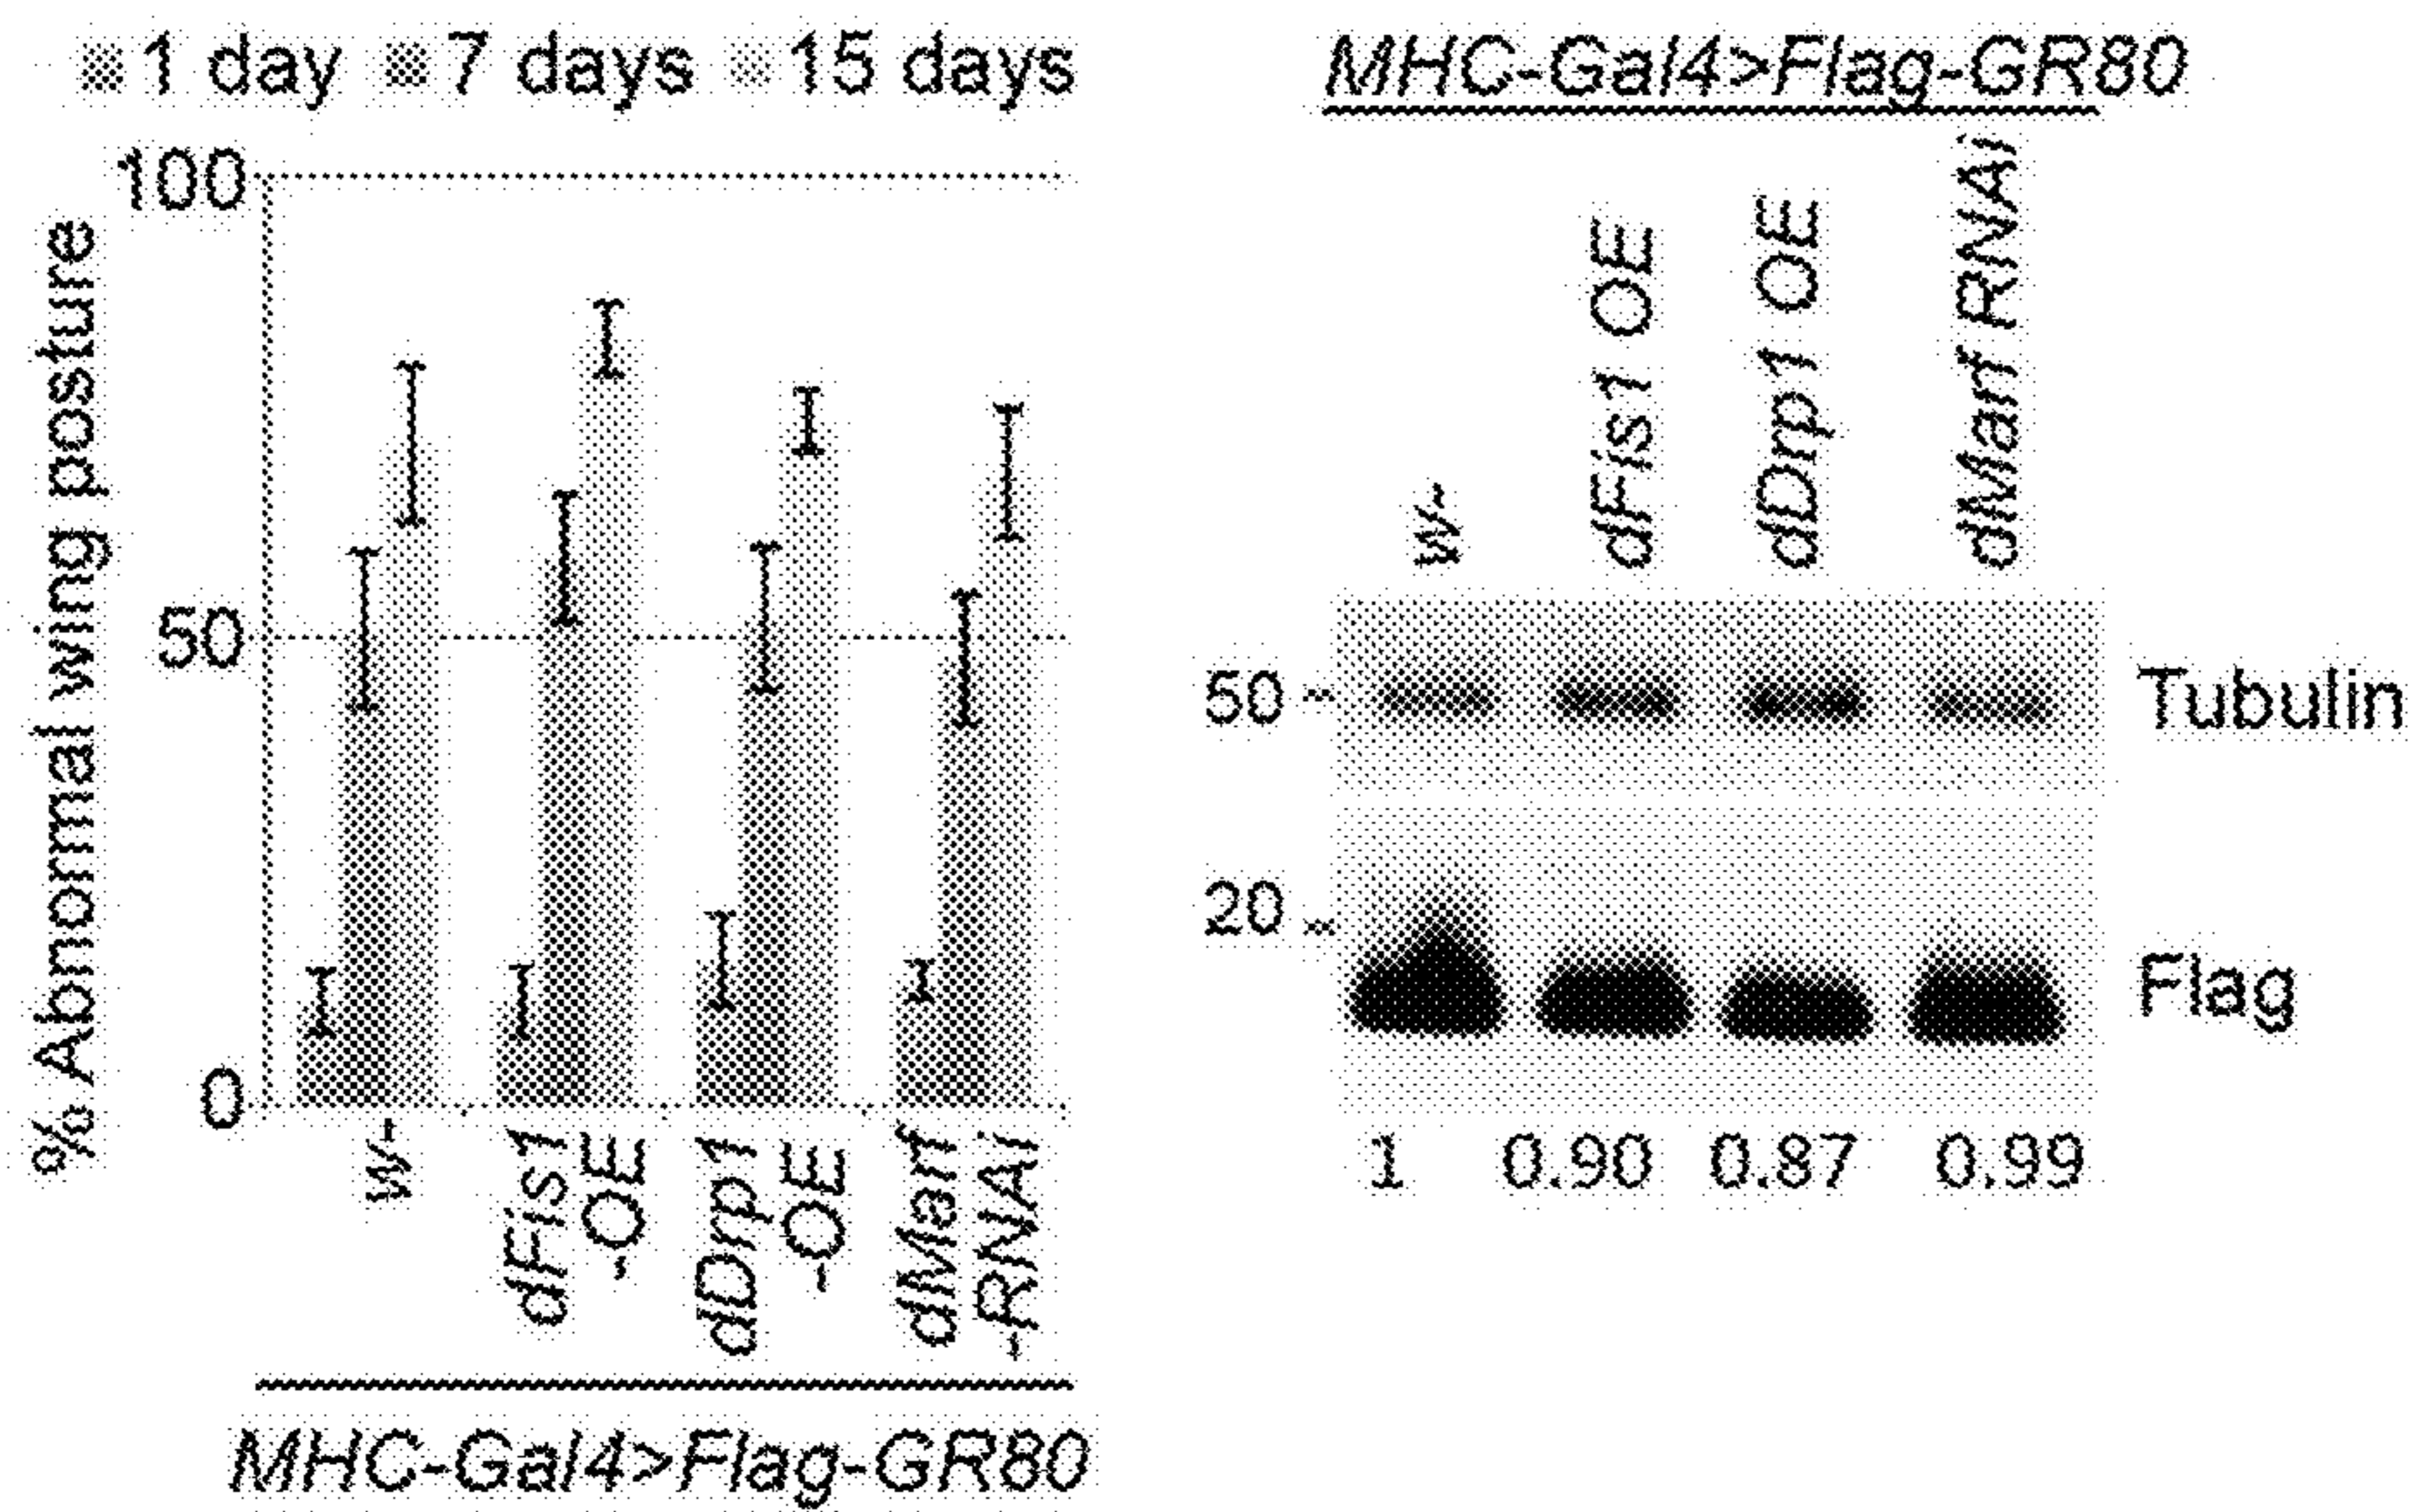 1 day 7 days 15 days
100
50
0
% Abnormal wing posture
w-
dFis1
-OE
dDrp1
-OE
dMarf
-RNAi
MHC-Gal4>Flag-GR80
MHC-Gal4>Flag-GR80
w-
dFis1 OE
dDrp1 OE
dMarf RNAi
50 - Tubulin
20 -
Flag
1 0.90 0.87 0.99